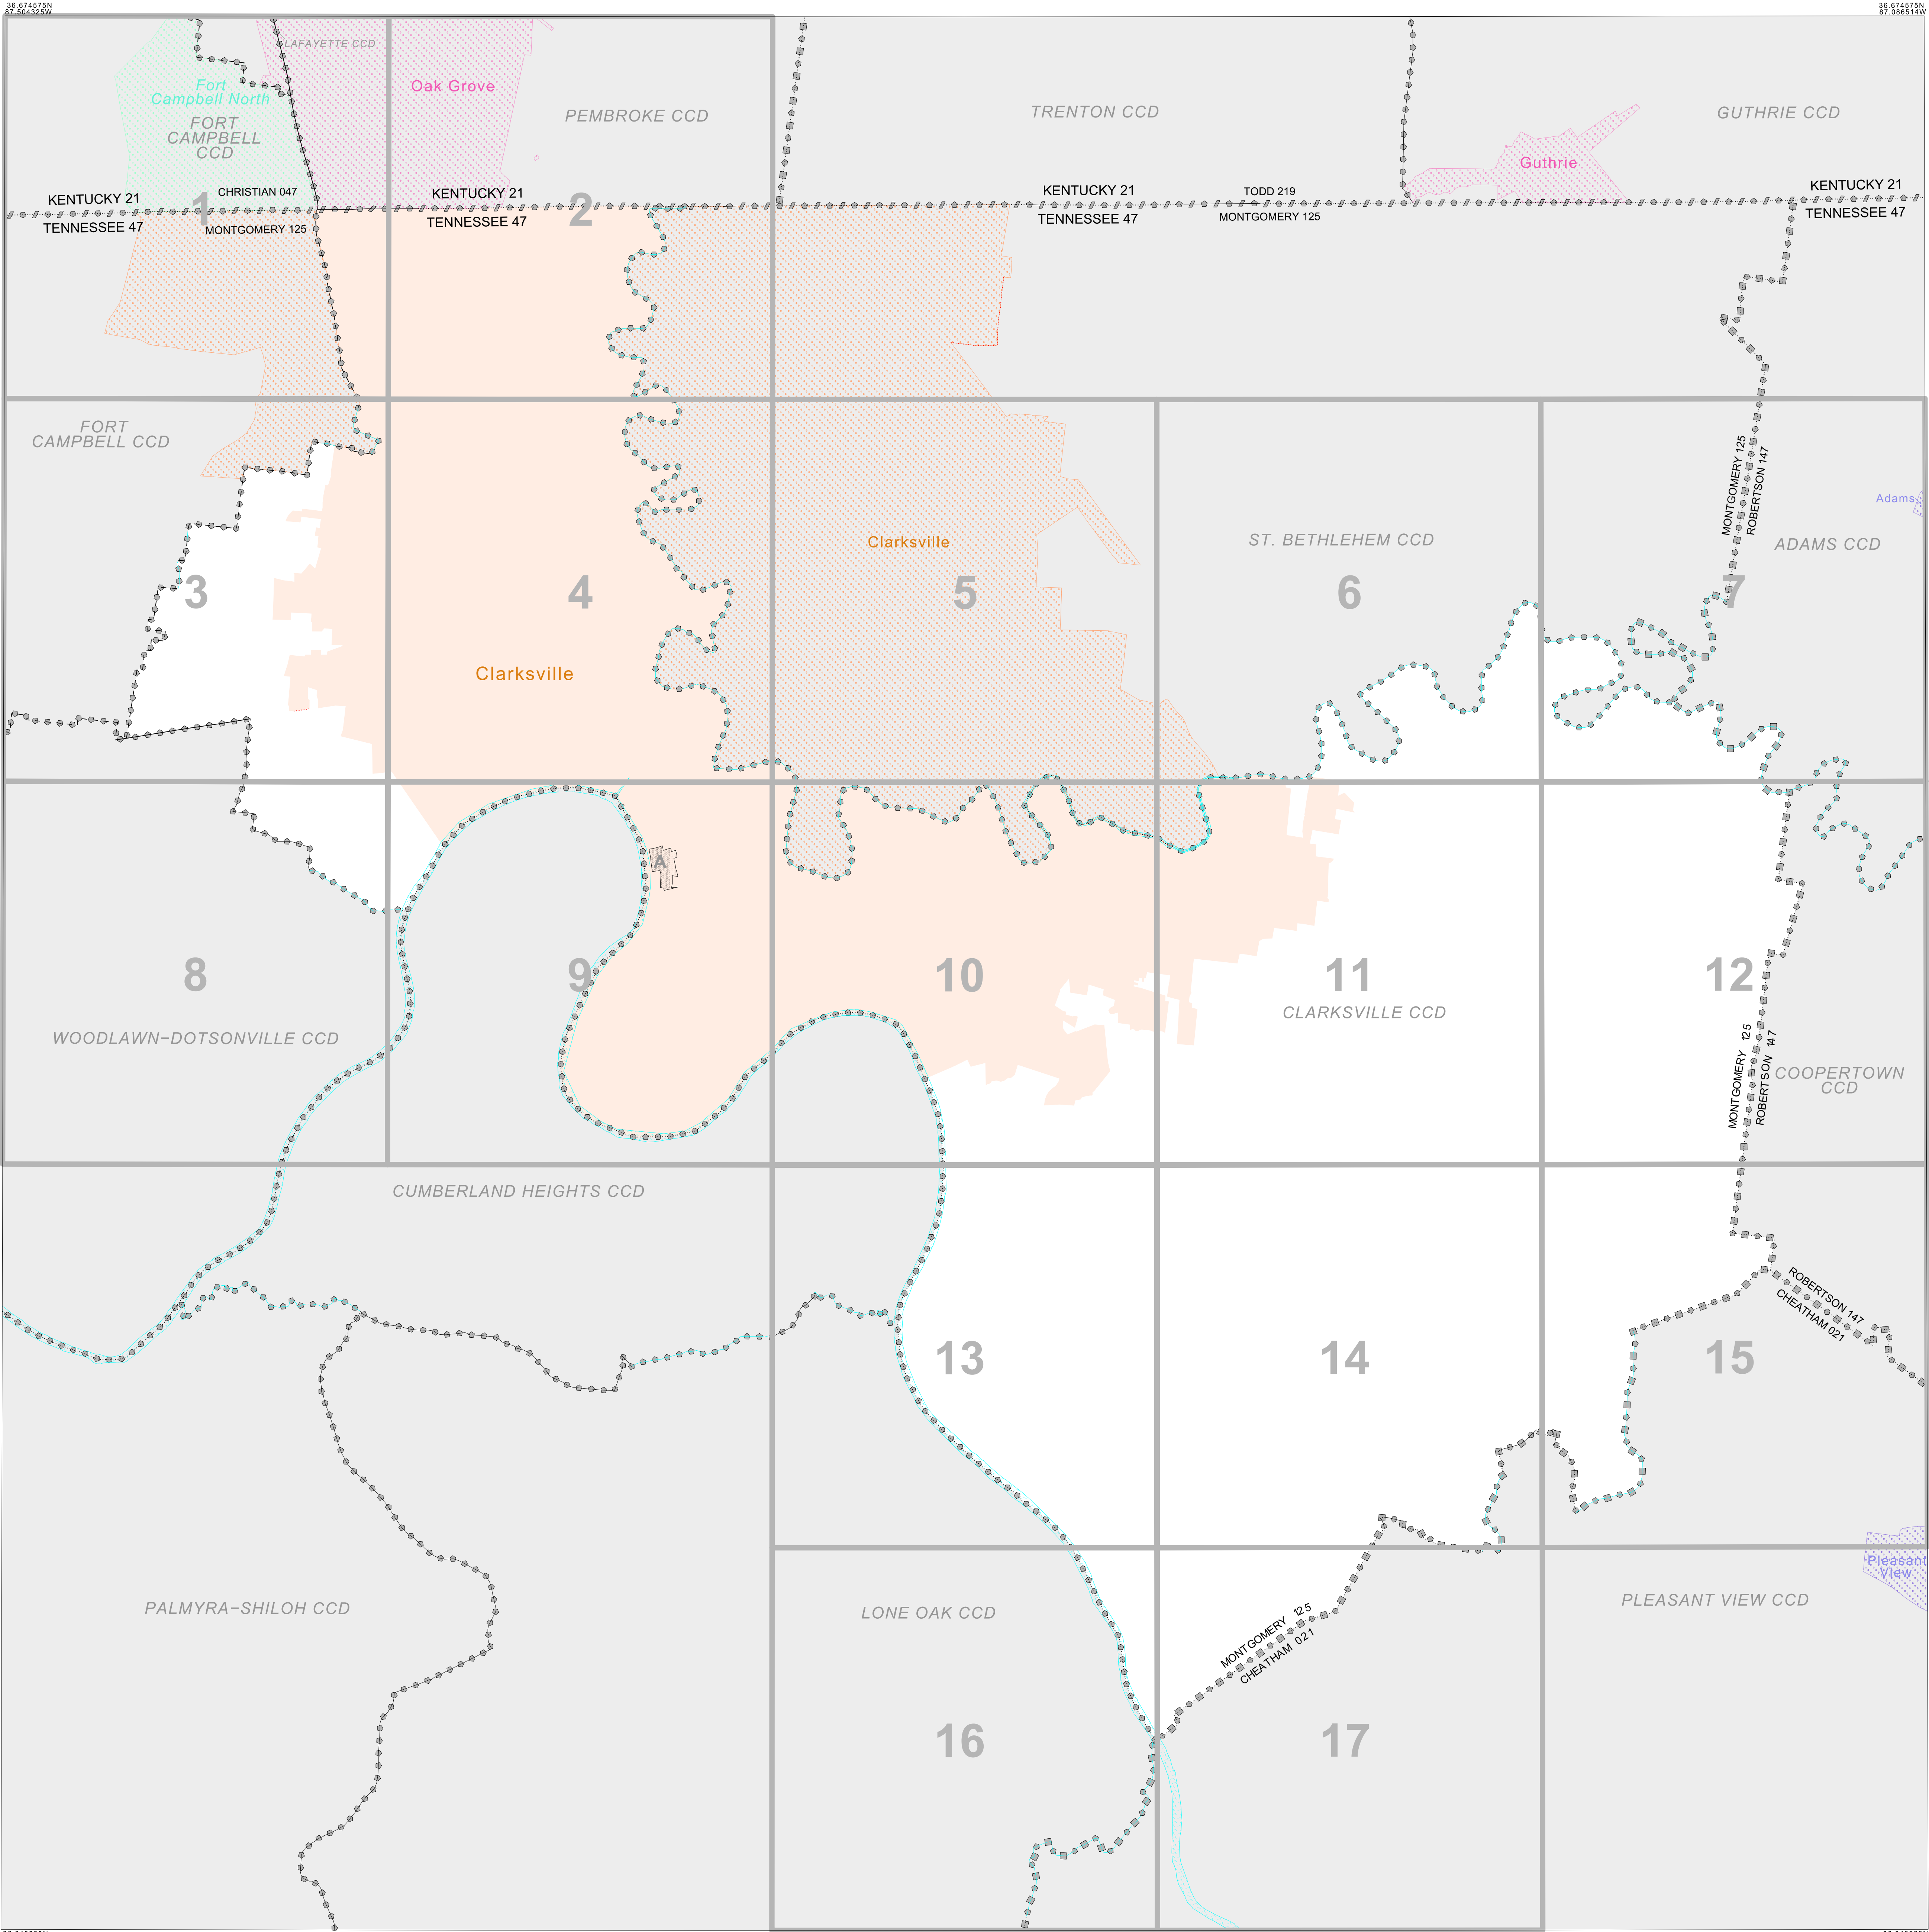 36.674575N
87.504325W
36.674575N
87.086514W
LAFAYETTE CCD
Fort
Campbell North
FORT
CAMPBELL
CCD
Oak Grove
PEMBROKE CCD
TRENTON CCD
GUTHRIE CCD
Guthrie
KENTUCKY 21
CHRISTIAN 047
1
TENNESSEE 47
MONTGOMERY 125
KENTUCKY 21
TENNESSEE 47
2
KENTUCKY 21
TODD 219
TENNESSEE 47
MONTGOMERY 125
KENTUCKY 21
TENNESSEE 47
FORT
CAMPBELL CCD
MONTGOMERY 125
ROBERTSON 147
Adams
Clarksville
ST. BETHLEHEM CCD
ADAMS CCD
3
4
5
6
7
Clarksville
A
8
9
10
11
12
CLARKSVILLE CCD
WOODLAWN-DOTSONVILLE CCD
MONTGOMERY 125
ROBERTSON 147
COOPERTOWN
CCD
CUMBERLAND HEIGHTS CCD
ROBERTSON 147
CHEATHAM 021
13
14
15
Pleasant
View
PALMYRA-SHILOH CCD
LONE OAK CCD
MONTGOMERY 125
CHEATHAM 021
PLEASANT VIEW CCD
16
17